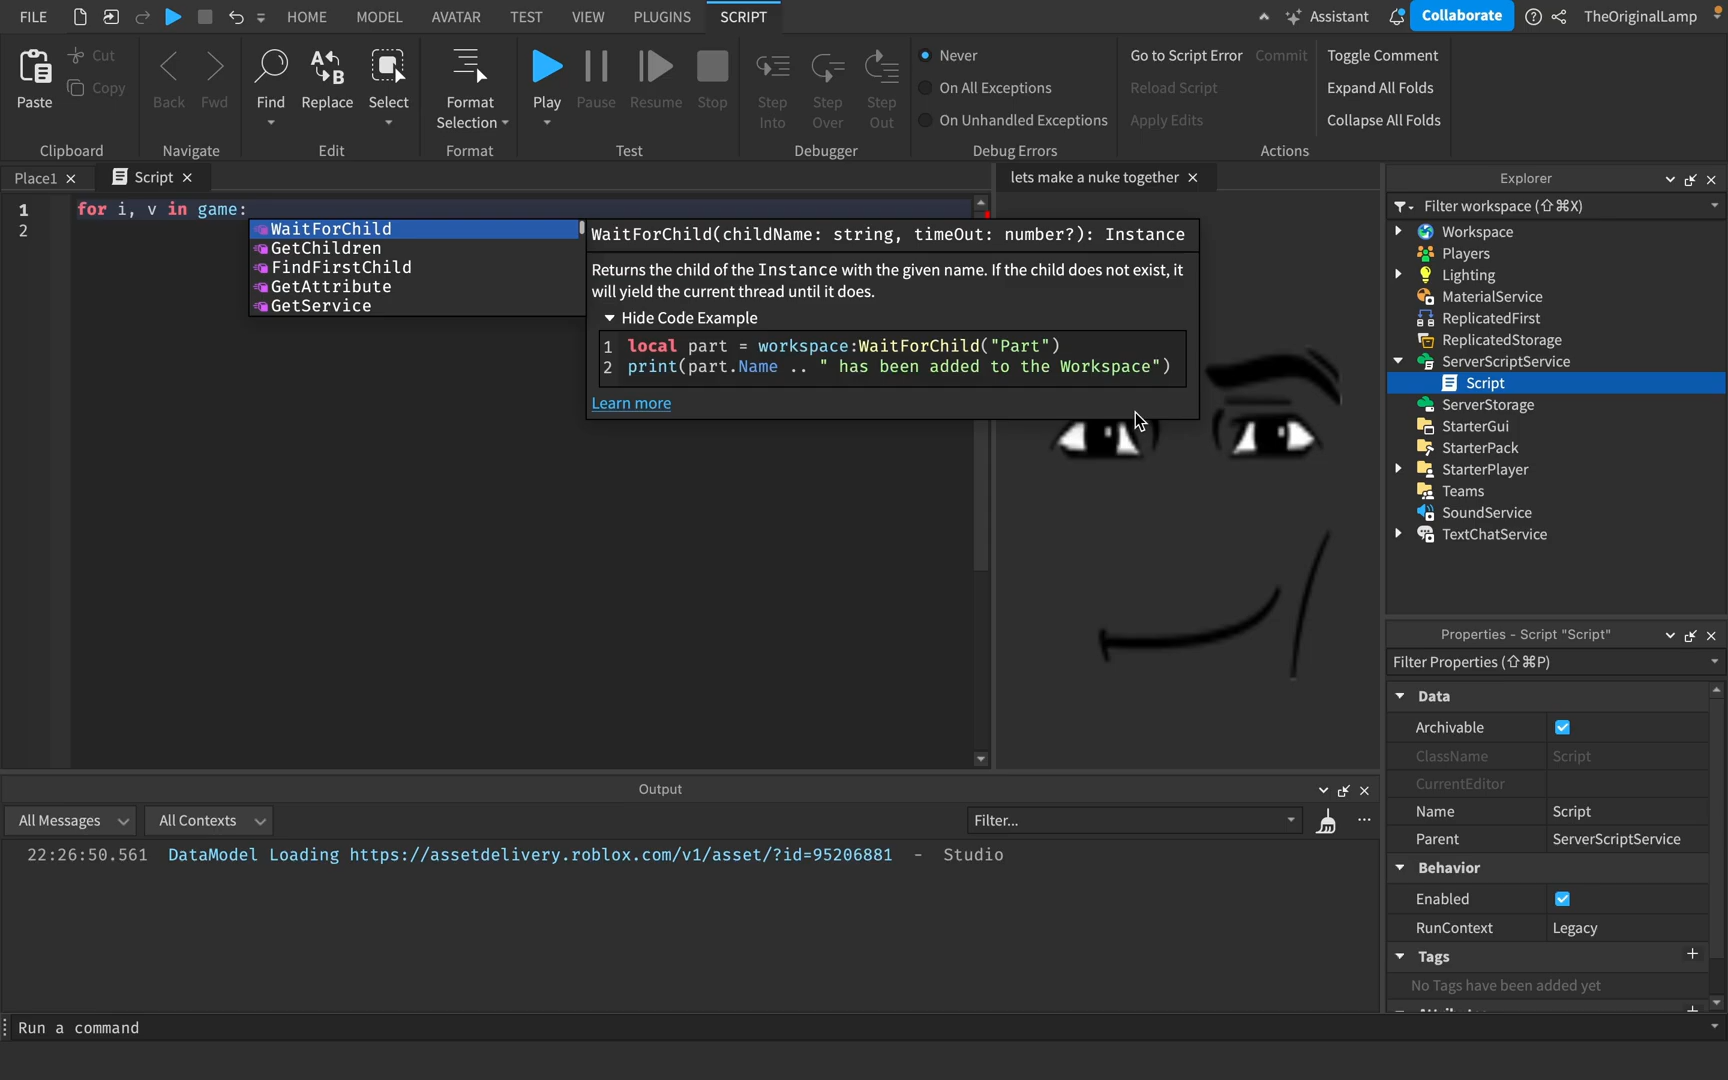 FILE
HOME
MODEL
AVATAR
TEST
VIEW
PLUGINS
SCRIPT
Assistant
Collaborate
TheOriginalLamp
Paste
Cut
Copy
Clipboard
Back
Fwd
Navigate
Find
Replace
Select
Edit
Format
Selection
Format
Play
Pause
Resume
Stop
Test
Step
Into
Step
Over
Step
Out
Debugger
Never
On All Exceptions
On Unhandled Exceptions
Debug Errors
Go to Script Error
Commit
Reload Script
Apply Edits
Toggle Comment
Expand All Folds
Collapse All Folds
Actions
Place1
Script
lets make a nuke together
1 for i, v in game:
2
WaitForChild
GetChildren
FindFirstChild
GetAttribute
GetService
WaitForChild(childName: string, timeOut: number?): Instance
Returns the child of the Instance with the given name. If the child does not exist, it
will yield the current thread until it does.
Hide Code Example
1 local part = workspace:WaitForChild("Part")
2 print(part.Name .. " has been added to the Workspace")
Learn more
Explorer
Filter workspace (⇧⌘X)
Workspace
Players
Lighting
MaterialService
ReplicatedFirst
ReplicatedStorage
ServerScriptService
Script
ServerStorage
StarterGui
StarterPack
StarterPlayer
Teams
SoundService
TextChatService
Properties - Script "Script"
Filter Properties (⇧⌘P)
Data
Archivable
ClassName Script
CurrentEditor
Name Script
Parent ServerScriptService
Behavior
Enabled
RunContext Legacy
Tags
No Tags have been added yet
Output
All Messages
All Contexts
Filter...
22:26:50.561 DataModel Loading https://assetdelivery.roblox.com/v1/asset/?id=95206881 - Studio
Run a command